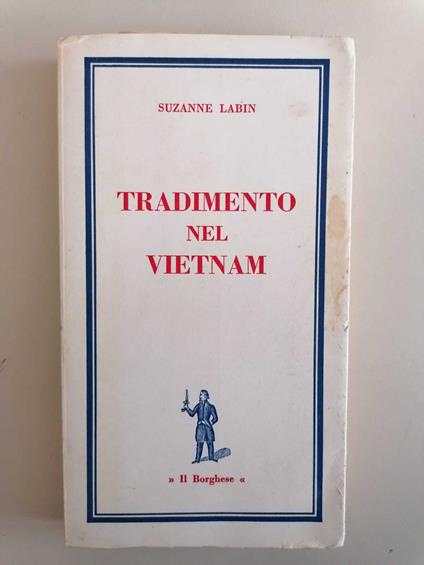 SUZANNE LABIN
TRADIMENTO
NEL
VIETNAM
» Il Borghese «